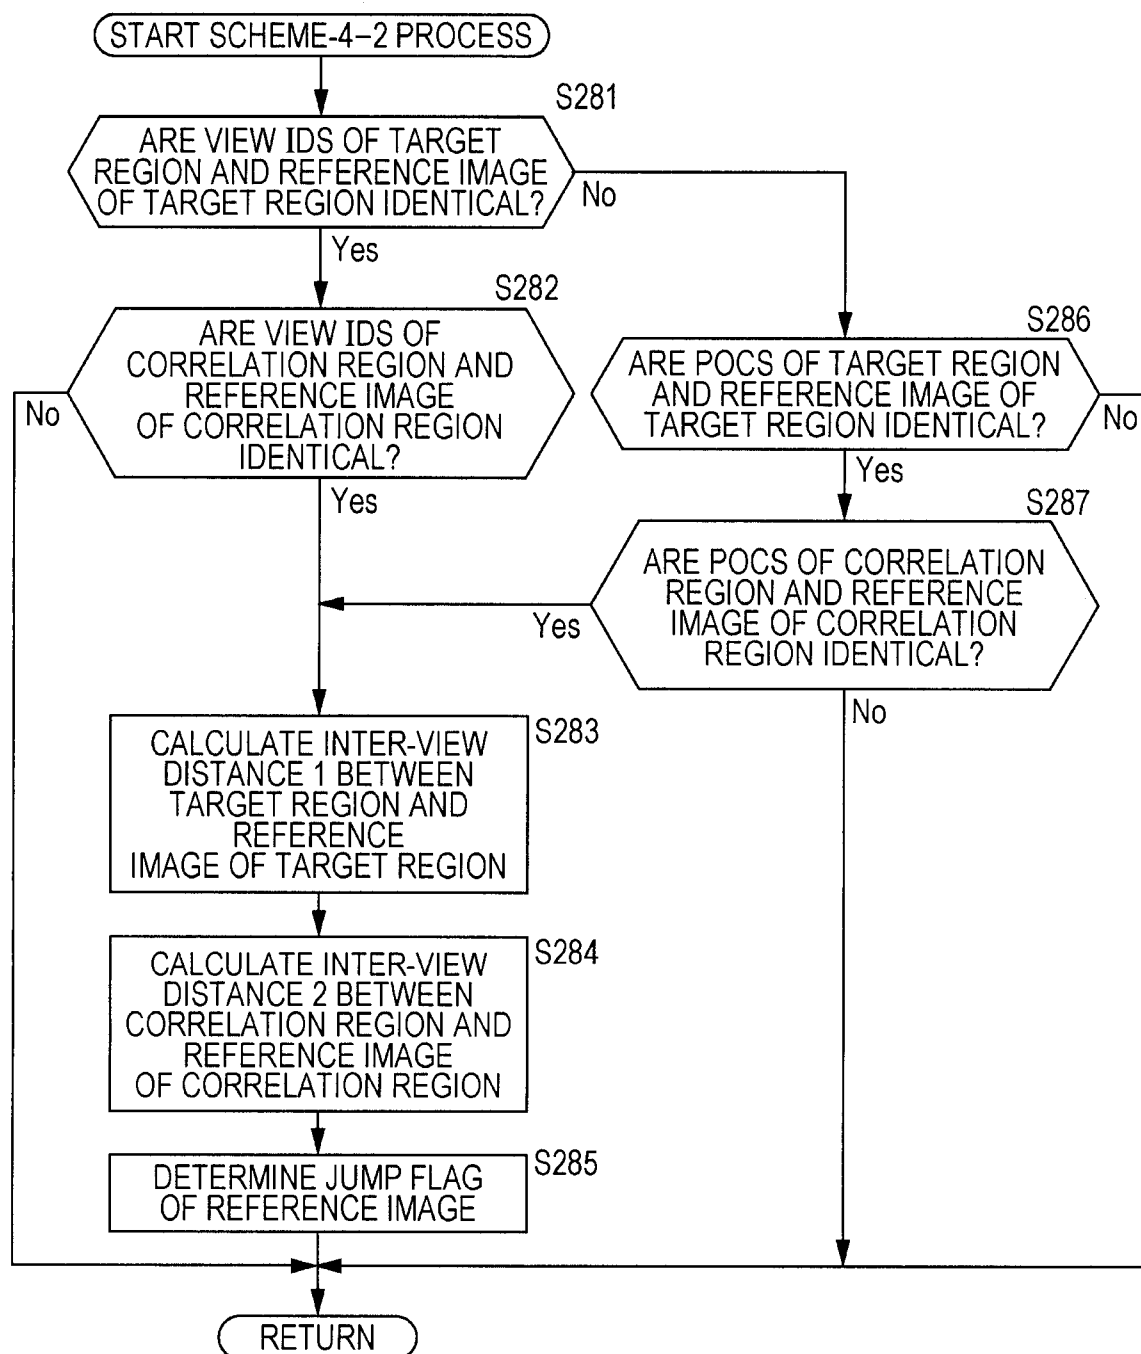 START SCHEME-4-2 PROCESS
S281
ARE VIEW IDS OF TARGET
REGION AND REFERENCE IMAGE
OF TARGET REGION IDENTICAL?
No
Yes
S282
ARE VIEW IDS OF
CORRELATION REGION AND
REFERENCE IMAGE
OF CORRELATION REGION
IDENTICAL?
No
Yes
S286
ARE POCS OF TARGET REGION
AND REFERENCE IMAGE OF
TARGET REGION IDENTICAL?
No
Yes
S287
ARE POCS OF CORRELATION
REGION AND REFERENCE
IMAGE OF CORRELATION
REGION IDENTICAL?
Yes
No
S283
CALCULATE INTER-VIEW
DISTANCE 1 BETWEEN
TARGET REGION AND
REFERENCE
IMAGE OF TARGET REGION
S284
CALCULATE INTER-VIEW
DISTANCE 2 BETWEEN
CORRELATION REGION AND
REFERENCE IMAGE
OF CORRELATION REGION
S285
DETERMINE JUMP FLAG
OF REFERENCE IMAGE
RETURN